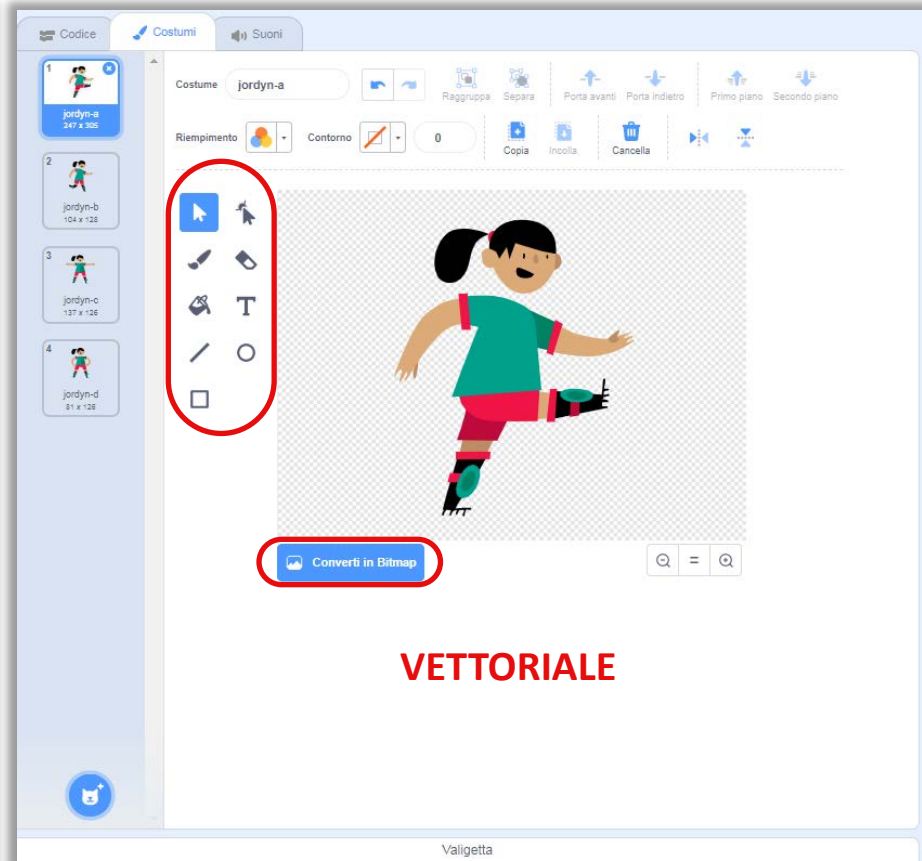 Codice
Costumi
Suoni
1
jordyn-a
247 x 305
2
jordyn-b
104 x 128
3
jordyn-c
137 x 126
4
jordyn-d
81 x 128
Costume
jordyn-a
Raggruppa
Separa
Porta avanti
Porta indietro
Primo piano
Secondo piano
Riempimento
Contorno
0
Copia
Incolla
Cancella
T
Converti in Bitmap
=
VETTORIALE
Valigetta